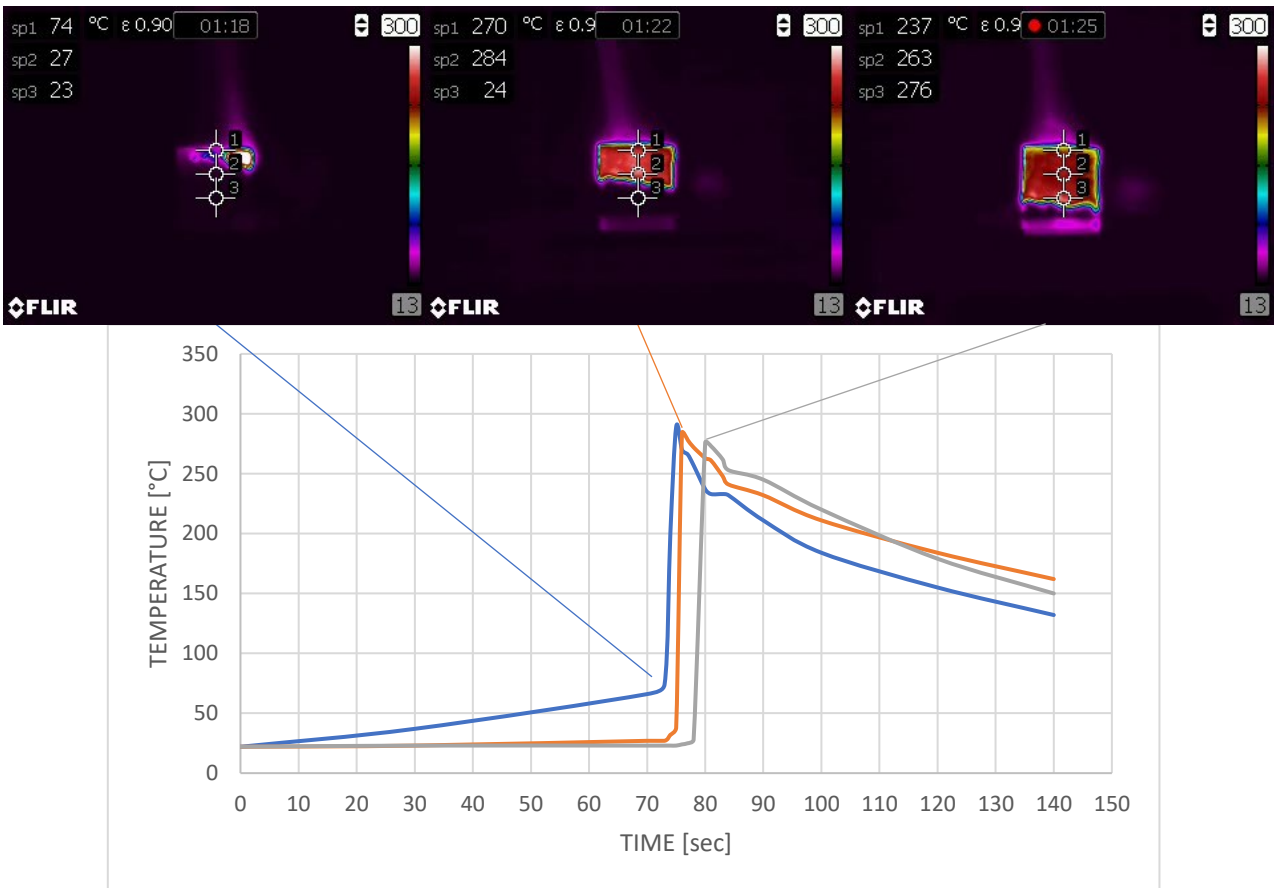 sp1 74 °C ε 0.90 01:18 300
sp2 27
sp3 23
1
2
3
FLIR 13
sp1 270 °C ε 0.9 01:22 300
sp2 284
sp3 24
1
2
3
FLIR 13
sp1 237 °C ε 0.9 01:25 300
sp2 263
sp3 276
1
2
3
FLIR 13
350
300
250
200
150
100
50
0
TEMPERATURE [°C]
0 10 20 30 40 50 60 70 80 90 100 110 120 130 140 150
TIME [sec]